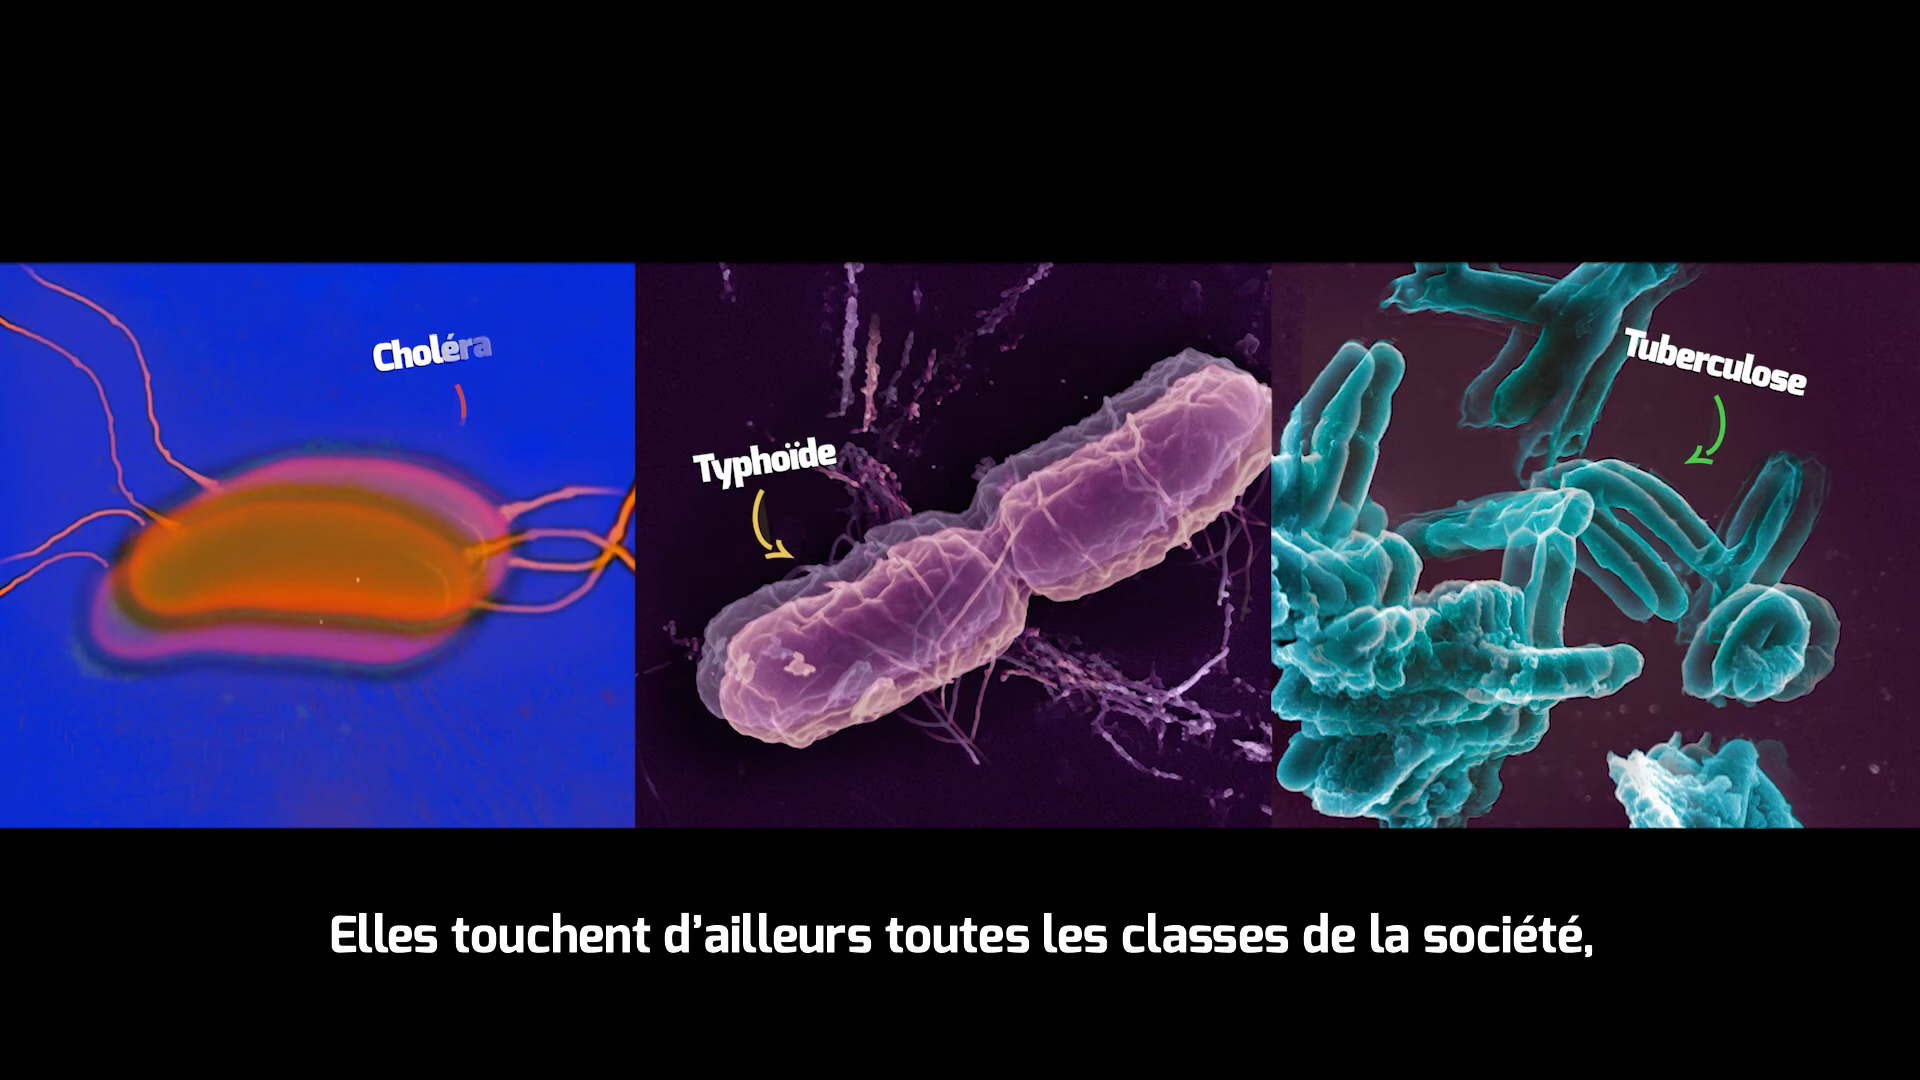 Choléra
Typhoïde
Tuberculose
Elles touchent d’ailleurs toutes les classes de la société,